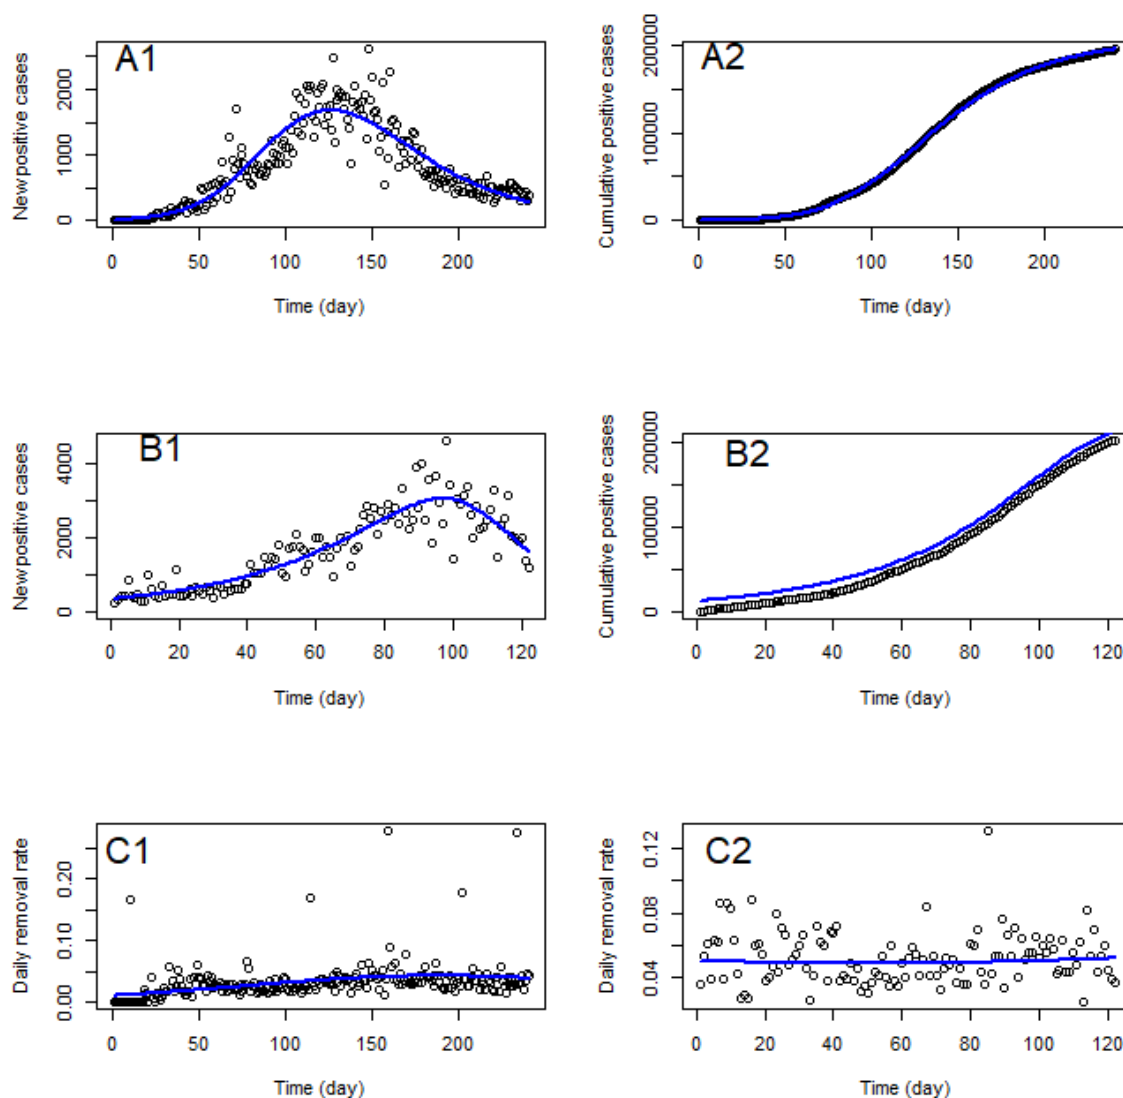 A1
New positive cases
0 1000 2000
0 50 100 150 200
Time (day)
A2
Cumulative positive cases
0 100000 200000
0 50 100 150 200
Time (day)
B1
New positive cases
0 2000 4000
0 20 40 60 80 100 120
Time (day)
B2
Cumulative positive cases
0 100000 200000
0 20 40 60 80 100 120
Time (day)
C1
Daily removal rate
0.00 0.10 0.20
0 50 100 150 200
Time (day)
C2
Daily removal rate
0.04 0.08 0.12
0 20 40 60 80 100 120
Time (day)